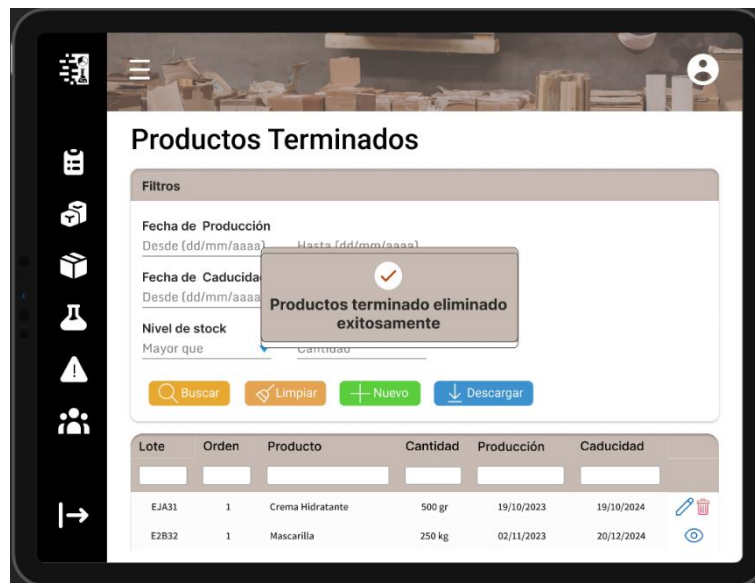 Productos Terminados
Filtros
Fecha de Producción
Desde (dd/mm/aaaa) Hasta (dd/mm/aaaa)
Fecha de Caducida
Desde (dd/mm/aaaa
Productos terminado eliminado
exitosamente
Nivel de stock
Mayor que Cantidad
Buscar Limpiar Nuevo Descargar
Lote Orden Producto Cantidad Producción Caducidad
EJA31 1 Crema Hidratante 500 gr 19/10/2023 19/10/2024
E2B32 1 Mascarilla 250 kg 02/11/2023 20/12/2024